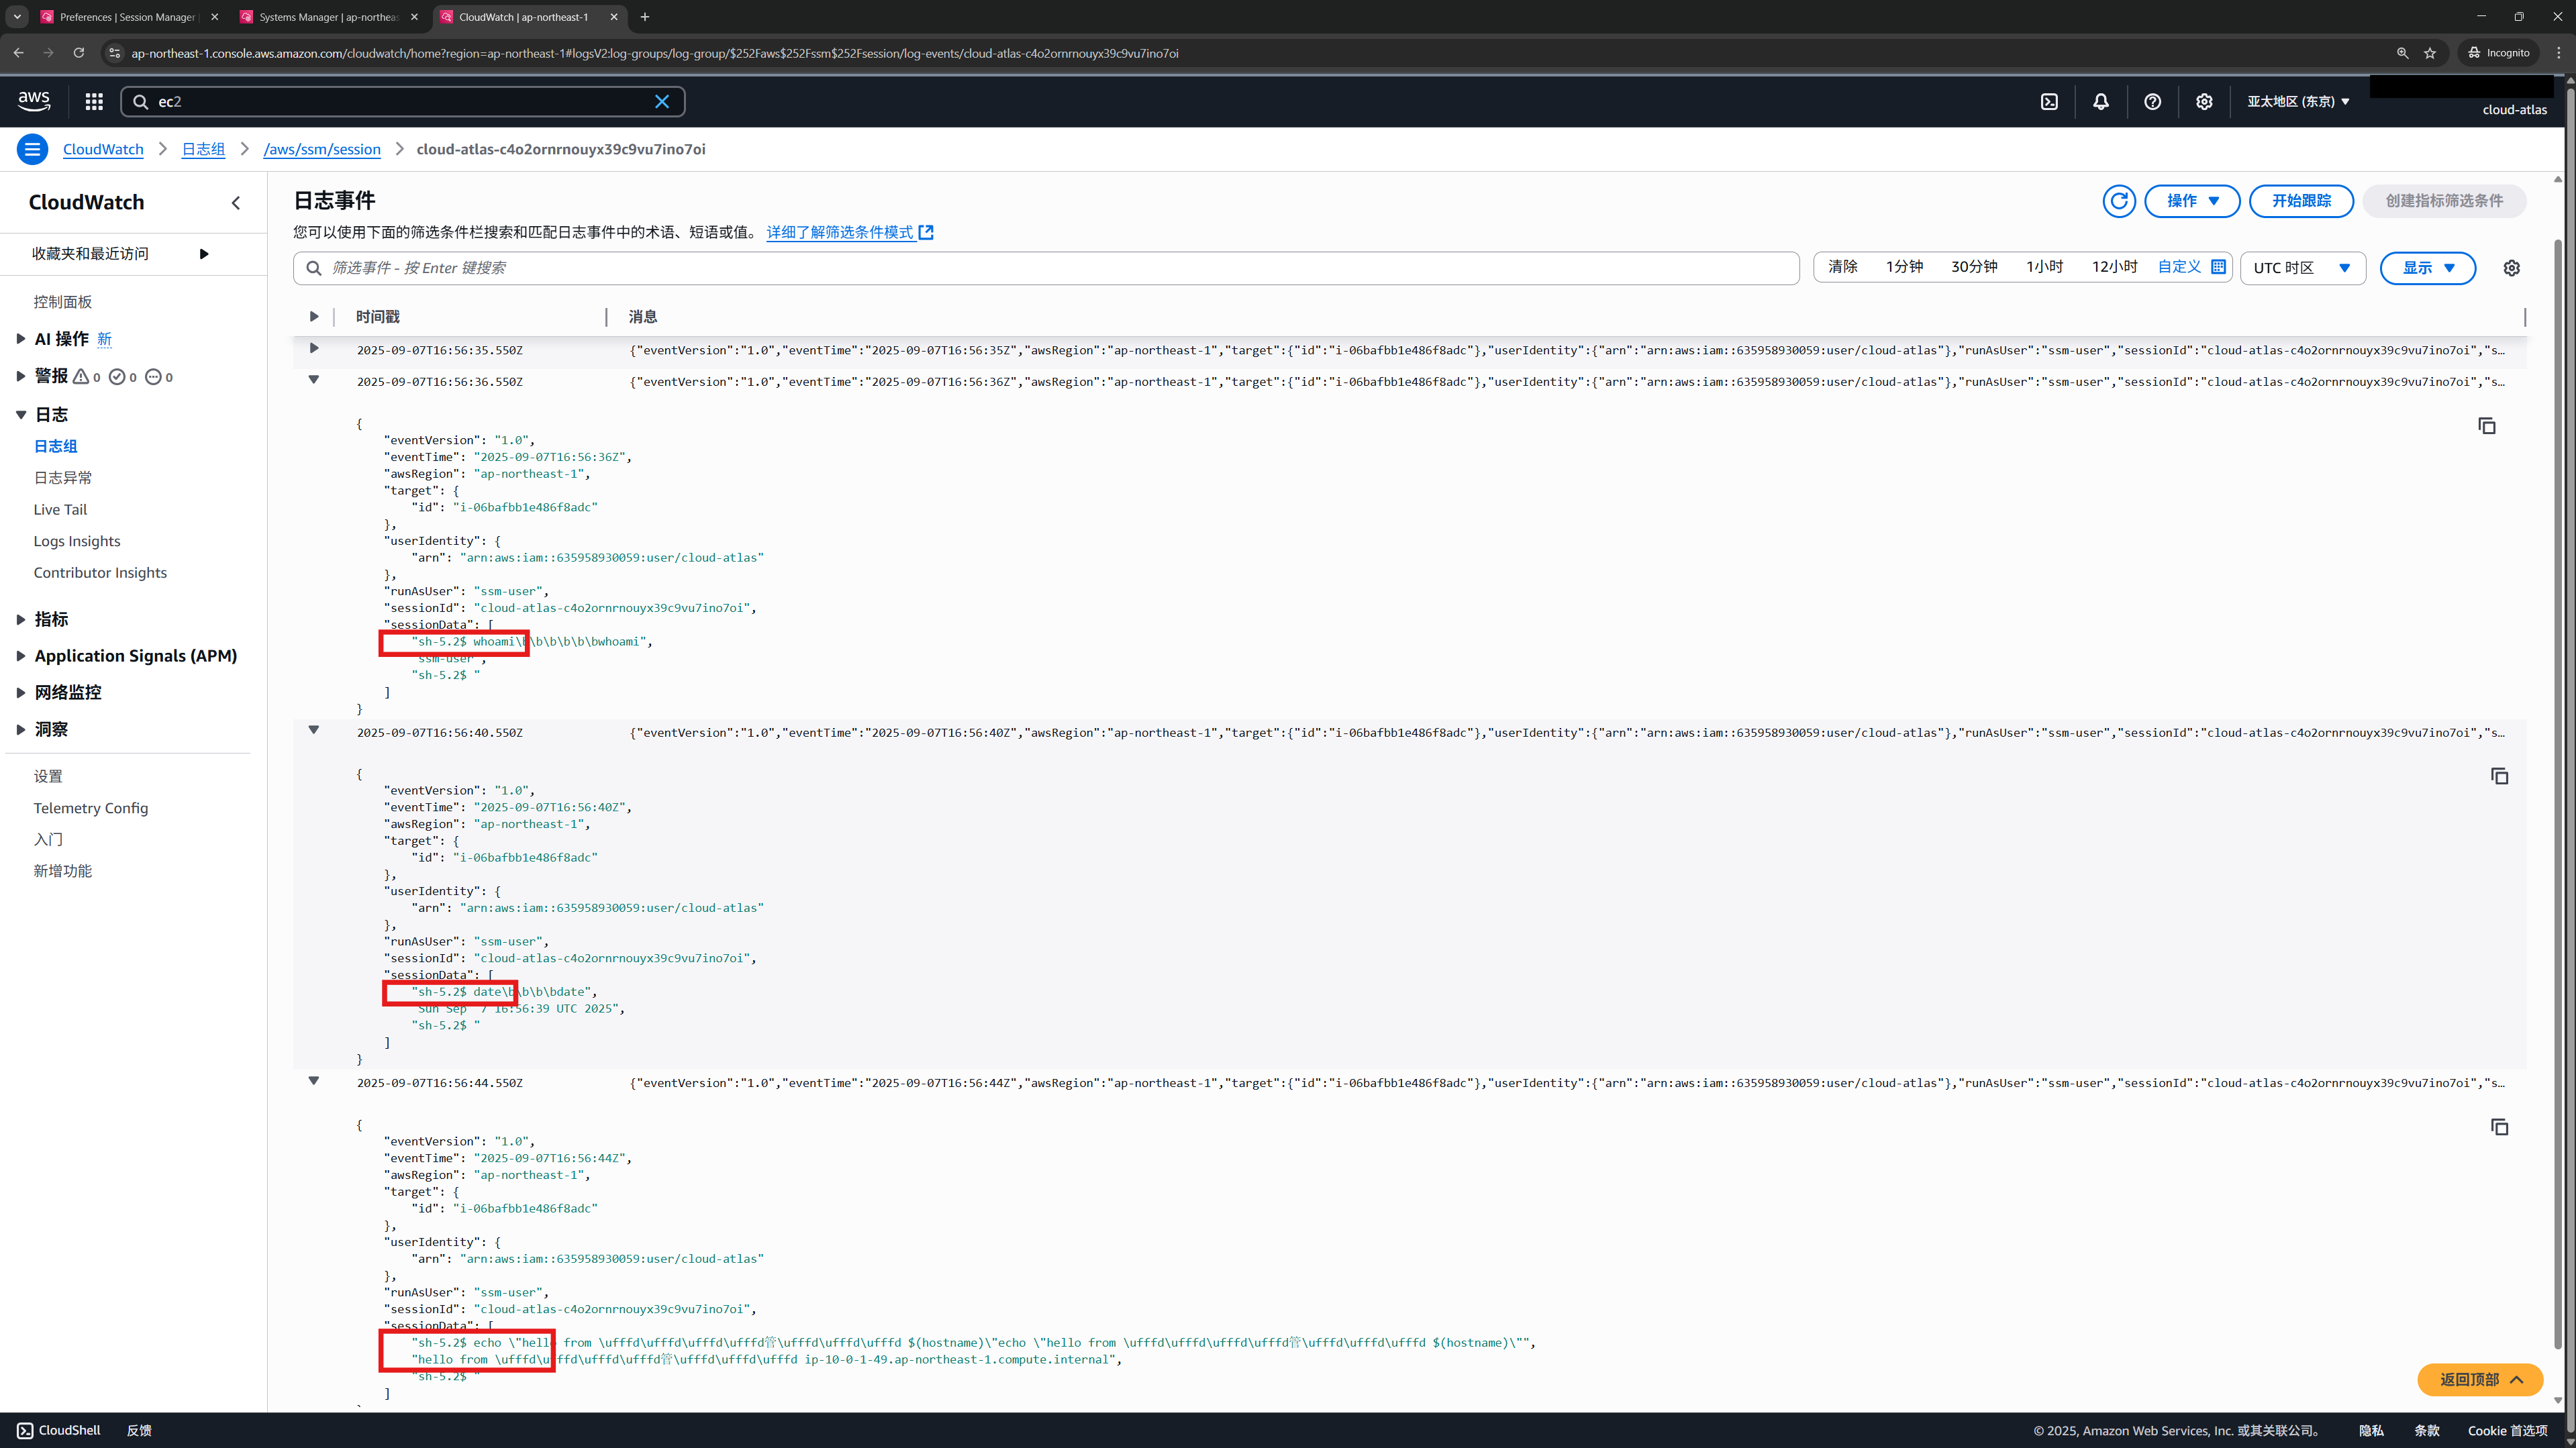 Preferences | Session Manager
Systems Manager | ap-northeas
CloudWatch | ap-northeast-1
ap-northeast-1.console.aws.amazon.com/cloudwatch/home?region=ap-northeast-1#logsV2:log-groups/log-group/$252Faws$252Fssm$252Fsession/log-events/cloud-atlas-c4o2ornrnouyx39c9vu7ino7oi
Incognito
aws
ec2
亚太地区 (东京)
cloud-atlas
CloudWatch
日志组
/aws/ssm/session
cloud-atlas-c4o2ornrnouyx39c9vu7ino7oi
CloudWatch
收藏夹和最近访问
控制面板
AI 操作 新
警报 0 0 0
日志
日志组
日志异常
Live Tail
Logs Insights
Contributor Insights
指标
Application Signals (APM)
网络监控
洞察
设置
Telemetry Config
入门
新增功能
日志事件
操作
开始跟踪
创建指标筛选条件
您可以使用下面的筛选条件栏搜索和匹配日志事件中的术语、短语或值。 详细了解筛选条件模式
筛选事件 - 按 Enter 键搜索
清除 1分钟 30分钟 1小时 12小时 自定义
UTC 时区
显示
时间戳 消息
2025-09-07T16:56:35.550Z {"eventVersion":"1.0","eventTime":"2025-09-07T16:56:35Z","awsRegion":"ap-northeast-1","target":{"id":"i-06bafbb1e486f8adc"},"userIdentity":{"arn":"arn:aws:iam::635958930059:user/cloud-atlas"},"runAsUser":"ssm-user","sessionId":"cloud-atlas-c4o2ornrnouyx39c9vu7ino7oi","s…
2025-09-07T16:56:36.550Z {"eventVersion":"1.0","eventTime":"2025-09-07T16:56:36Z","awsRegion":"ap-northeast-1","target":{"id":"i-06bafbb1e486f8adc"},"userIdentity":{"arn":"arn:aws:iam::635958930059:user/cloud-atlas"},"runAsUser":"ssm-user","sessionId":"cloud-atlas-c4o2ornrnouyx39c9vu7ino7oi","s…
{
"eventVersion": "1.0",
"eventTime": "2025-09-07T16:56:36Z",
"awsRegion": "ap-northeast-1",
"target": {
"id": "i-06bafbb1e486f8adc"
},
"userIdentity": {
"arn": "arn:aws:iam::635958930059:user/cloud-atlas"
},
"runAsUser": "ssm-user",
"sessionId": "cloud-atlas-c4o2ornrnouyx39c9vu7ino7oi",
"sessionData": [
"sh-5.2$ whoami\b\b\b\b\b\bwhoami",
"ssm-user",
"sh-5.2$ "
]
}
2025-09-07T16:56:40.550Z {"eventVersion":"1.0","eventTime":"2025-09-07T16:56:40Z","awsRegion":"ap-northeast-1","target":{"id":"i-06bafbb1e486f8adc"},"userIdentity":{"arn":"arn:aws:iam::635958930059:user/cloud-atlas"},"runAsUser":"ssm-user","sessionId":"cloud-atlas-c4o2ornrnouyx39c9vu7ino7oi","s…
{
"eventVersion": "1.0",
"eventTime": "2025-09-07T16:56:40Z",
"awsRegion": "ap-northeast-1",
"target": {
"id": "i-06bafbb1e486f8adc"
},
"userIdentity": {
"arn": "arn:aws:iam::635958930059:user/cloud-atlas"
},
"runAsUser": "ssm-user",
"sessionId": "cloud-atlas-c4o2ornrnouyx39c9vu7ino7oi",
"sessionData": [
"sh-5.2$ date\b\b\b\bdate",
"Sun Sep  7 16:56:39 UTC 2025",
"sh-5.2$ "
]
}
2025-09-07T16:56:44.550Z {"eventVersion":"1.0","eventTime":"2025-09-07T16:56:44Z","awsRegion":"ap-northeast-1","target":{"id":"i-06bafbb1e486f8adc"},"userIdentity":{"arn":"arn:aws:iam::635958930059:user/cloud-atlas"},"runAsUser":"ssm-user","sessionId":"cloud-atlas-c4o2ornrnouyx39c9vu7ino7oi","s…
{
"eventVersion": "1.0",
"eventTime": "2025-09-07T16:56:44Z",
"awsRegion": "ap-northeast-1",
"target": {
"id": "i-06bafbb1e486f8adc"
},
"userIdentity": {
"arn": "arn:aws:iam::635958930059:user/cloud-atlas"
},
"runAsUser": "ssm-user",
"sessionId": "cloud-atlas-c4o2ornrnouyx39c9vu7ino7oi",
"sessionData": [
"sh-5.2$ echo \"hello from \ufffd\ufffd\ufffd\ufffd管\ufffd\ufffd\ufffd $(hostname)\"echo \"hello from \ufffd\ufffd\ufffd\ufffd管\ufffd\ufffd\ufffd $(hostname)\"",
"hello from \ufffd\ufffd\ufffd\ufffd管\ufffd\ufffd\ufffd ip-10-0-1-49.ap-northeast-1.compute.internal",
"sh-5.2$ "
]
返回顶部
CloudShell 反馈 © 2025, Amazon Web Services, Inc. 或其关联公司。 隐私 条款 Cookie 首选项